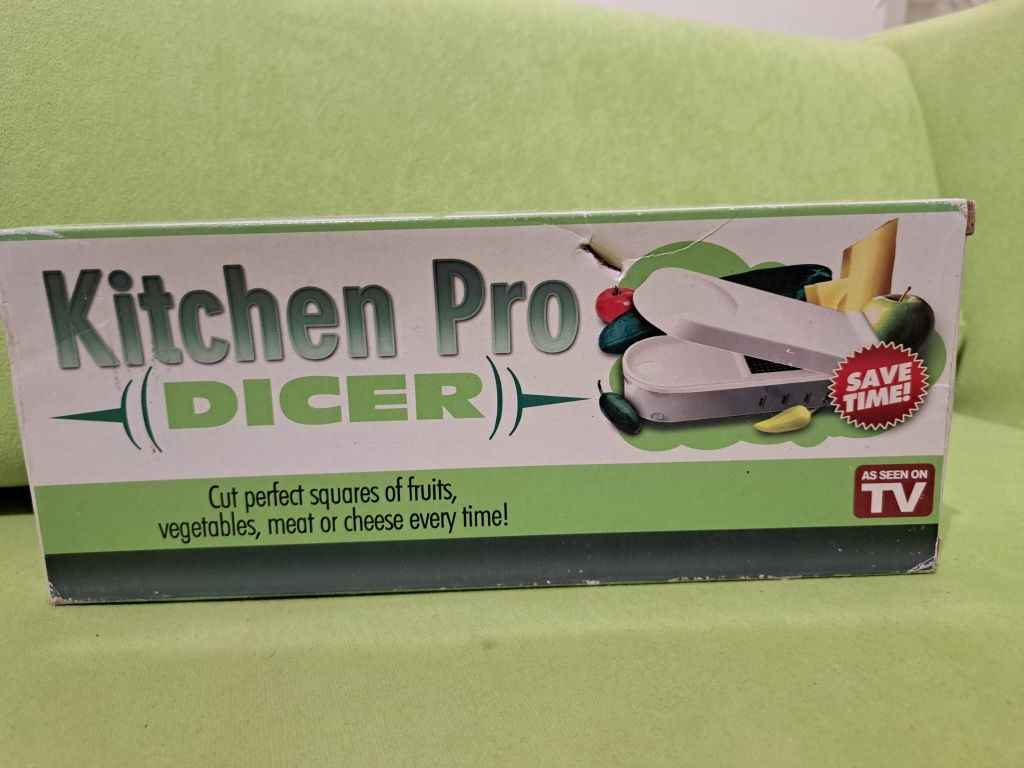 Kitchen Pro
DICER
SAVE
TIME!
Cut perfect squares of fruits,
vegetables, meat or cheese every time!
AS SEEN ON
TV